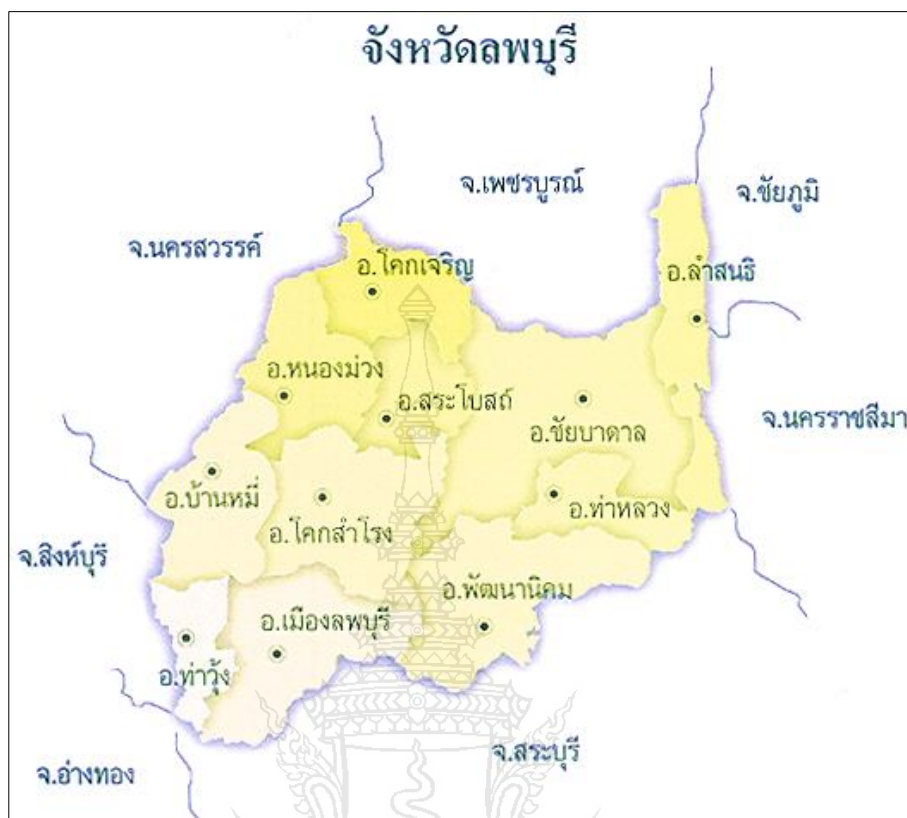 จังหวัดลพบุรี
จ.เพชรบูรณ์
จ.ชัยภูมิ
จ.นครสวรรค์
อ.โคกเจริญ
อ.ลำสนธิ
อ.หนองม่วง
อ.สระโบสถ์
อ.ชัยบาดาล
จ.นครราชสีมา
อ.บ้านหมี่
อ.ท่าหลวง
อ.โคกสำโรง
จ.สิงห์บุรี
อ.พัฒนานิคม
อ.เมืองลพบุรี
อ.ท่าวุ้ง
จ.สระบุรี
จ.อ่างทอง